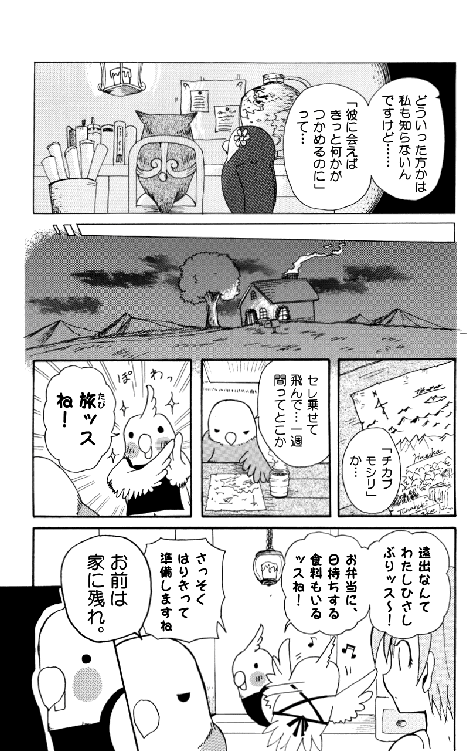 どういった方かは
私も知らないん
ですけど……
「彼に会えば
きっと何かが
つかめるのに」
って…
「チカプ
モシリ」
か…
セレ乗せて
飛んで…一週
間ってとこか
ぽわ
旅ッス
ね！
たび
遠出なんて
わたしひさし
ぶりッス〜！
お弁当に、
日持ちする
食料もいる
ッスね！
さっそく
はりきって
準備しますね
お前は
家に残れ。